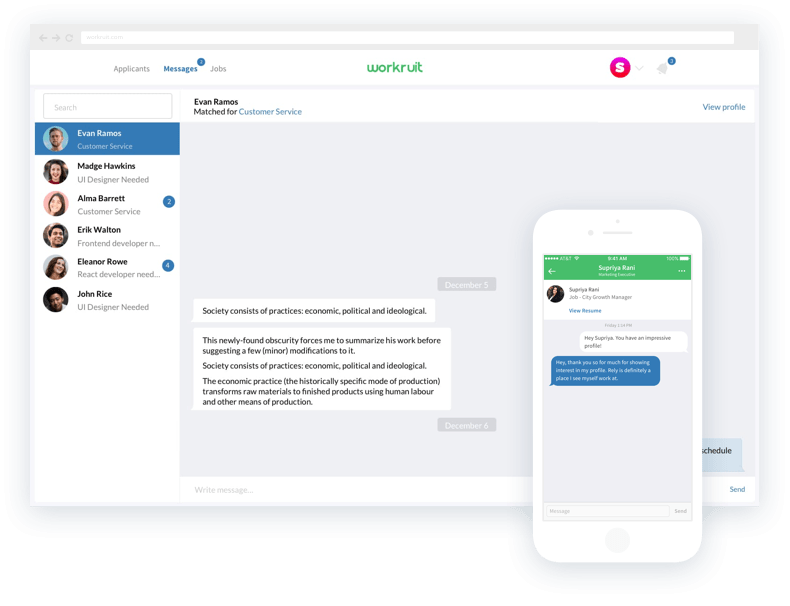 workruit.com
Applicants
Messages
3
Jobs
workruit
S
3
Search
Evan Ramos
Customer Service
Madge Hawkins
UI Designer Needed
Alma Barrett
Customer Service
2
Erik Walton
Frontend developer n...
Eleanor Rowe
React developer need...
4
John Rice
UI Designer Needed
Evan Ramos
Matched for Customer Service
View profile
December 5
Society consists of practices: economic, political and ideological.
This newly-found obscurity forces me to summarize his work before
suggesting a few (minor) modifications to it.
Society consists of practices: economic, political and ideological.
The economic practice (the historically specific mode of production)
transforms raw materials to finished products using human labour
and other means of production.
December 6
schedule
Write message...
Send
AT&T
9:41 AM
100%
Supriya Rani
Marketing Executive
Supriya Rani
Job - City Growth Manager
View Resume
Friday 1:14 PM
Hey Supriya. You have an impressive
profile!
Hey, thank you so much for showing
interest in my profile. Rely is definitely a
place I see myself work at.
Message
Send